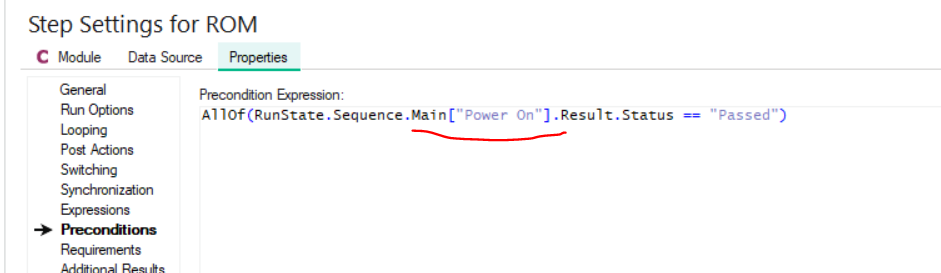 Step Settings for ROM
C Module Data Source Properties
General
Run Options
Looping
Post Actions
Switching
Synchronization
Expressions
Preconditions
Requirements
Additional Results
Precondition Expression:
AllOf(RunState.Sequence.Main["Power On"].Result.Status == "Passed")